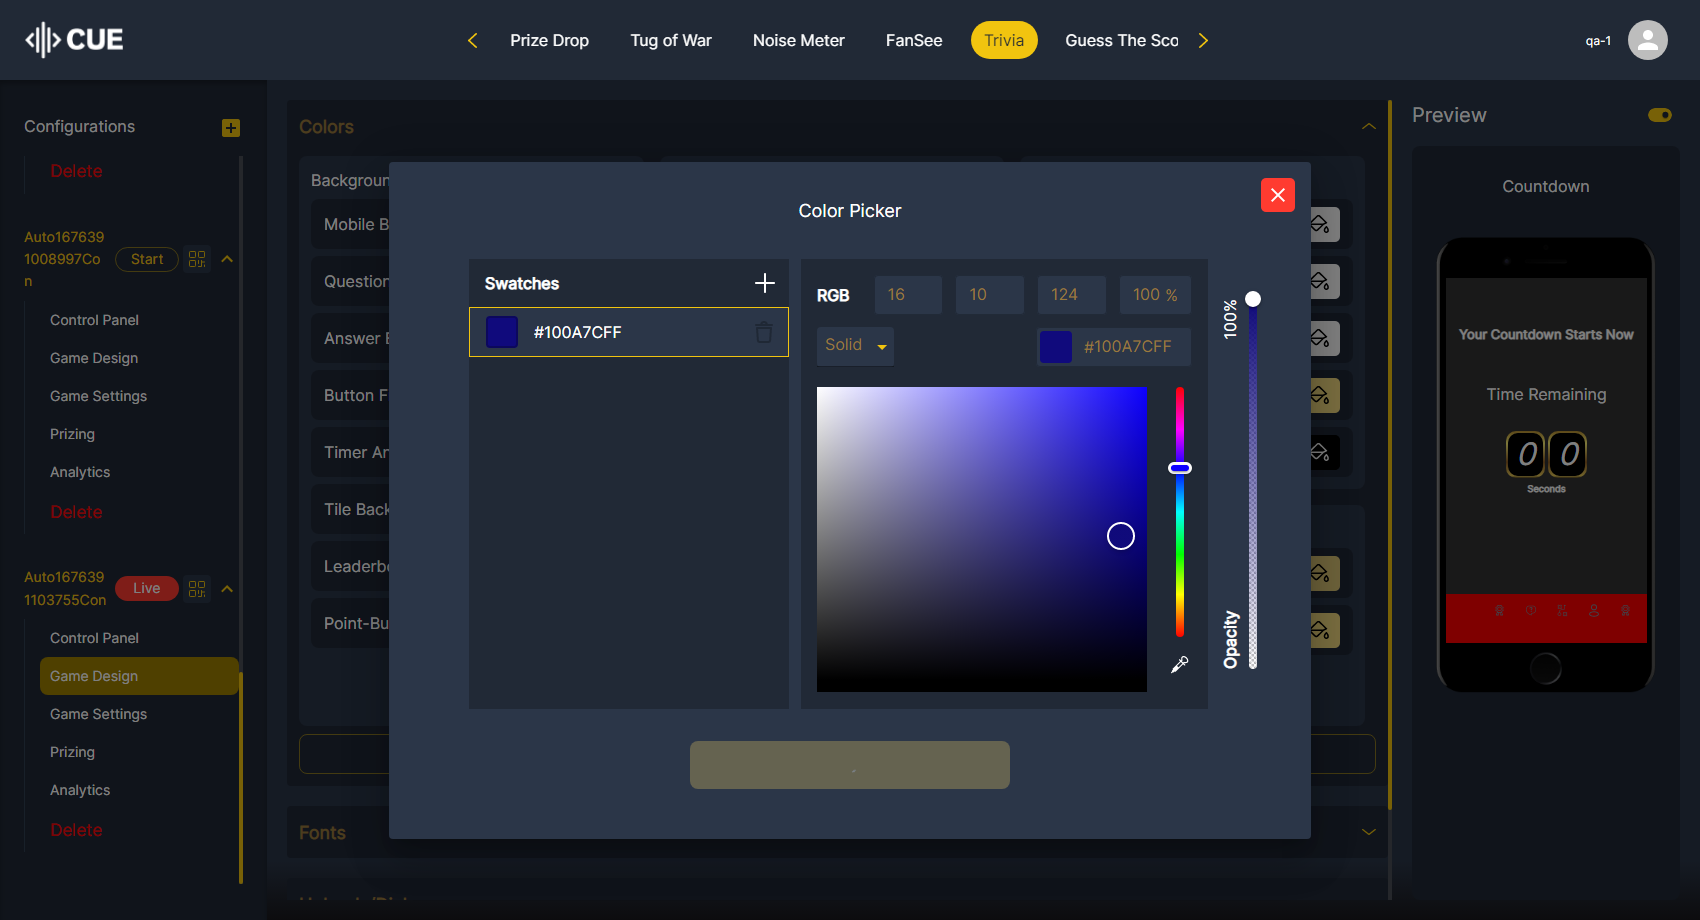 CUE
Prize Drop
Tug of War
Noise Meter
FanSee
Trivia
Guess The Sco
qa-1
Configurations
Delete
Auto167639
1008997Co
n
Start
Control Panel
Game Design
Game Settings
Prizing
Analytics
Delete
Auto167639
1103755Con
Live
Control Panel
Game Design
Game Settings
Prizing
Analytics
Delete
Colors
Backgroun
Mobile B
Question
Answer
Button F
Timer An
Tile Back
Leaderb
Point-Bu
Fonts
Color Picker
Swatches
#100A7CFF
RGB
16
10
124
100 %
Solid
#100A7CFF
100%
Opacity
Preview
Countdown
Your Countdown Starts Now
Time Remaining
0 0
Seconds